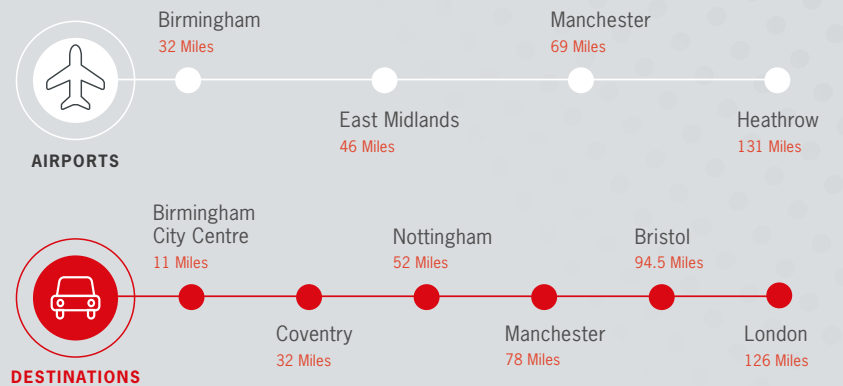 Birmingham
32 Miles
Manchester
69 Miles
East Midlands
46 Miles
Heathrow
131 Miles
AIRPORTS
Birmingham
City Centre
11 Miles
Nottingham
52 Miles
Bristol
94.5 Miles
Coventry
32 Miles
Manchester
78 Miles
London
126 Miles
DESTINATIONS